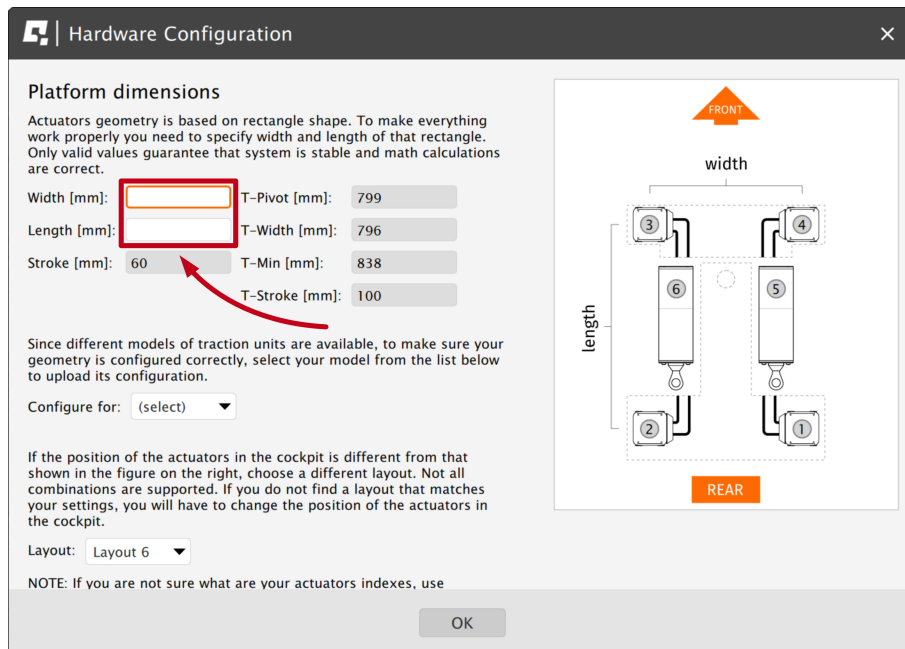 Hardware Configuration
Platform dimensions
Actuators geometry is based on rectangle shape. To make everything
work properly you need to specify width and length of that rectangle.
Only valid values guarantee that system is stable and math calculations
are correct.
Width [mm]: T-Pivot [mm]: 799
Length [mm]: T-Width [mm]: 796
Stroke [mm]: 60 T-Min [mm]: 838
T-Stroke [mm]: 100
Since different models of traction units are available, to make sure your
geometry is configured correctly, select your model from the list below
to upload its configuration.
Configure for: (select)
If the position of the actuators in the cockpit is different from that
shown in the figure on the right, choose a different layout. Not all
combinations are supported. If you do not find a layout that matches
your settings, you will have to change the position of the actuators in
the cockpit.
Layout: Layout 6
NOTE: If you are not sure what are your actuators indexes, use
FRONT
width
3 4
6 5
length
2 1
REAR
OK